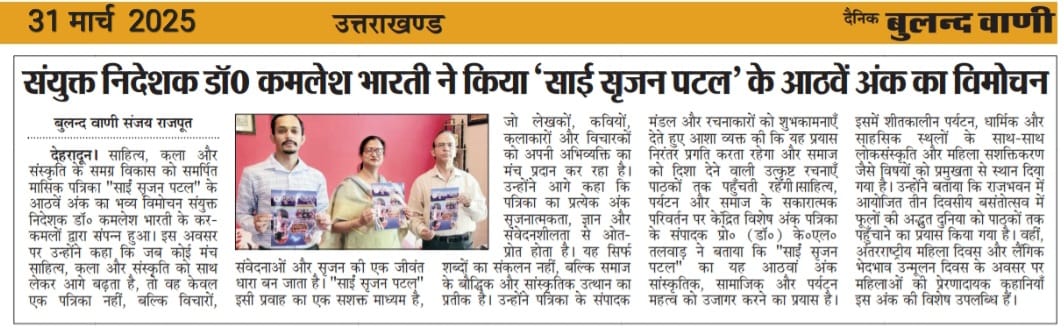 31 मार्च 2025
उत्तराखण्ड
दैनिक बुलन्द वाणी
संयुक्त निदेशक डॉ0 कमलेश भारती ने किया ‘साई सृजन पटल’ के आठवें अंक का विमोचन
बुलन्द वाणी संजय राजपूत
देहरादून। साहित्य, कला और
संस्कृति के समग्र विकास को समर्पित
मासिक पत्रिका "साईं सृजन पटल" के
आठवें अंक का भव्य विमोचन संयुक्त
निदेशक डॉ० कमलेश भारती के कर-
कमलों द्वारा संपन्न हुआ। इस अवसर
पर उन्होंने कहा कि जब कोई मंच
साहित्य, कला और संस्कृति को साथ
लेकर आगे बढ़ता है, तो वह केवल
एक पत्रिका नहीं, बल्कि विचारों,
संवेदनाओं और सृजन की एक जीवंत
धारा बन जाता है। "साईं सृजन पटल"
इसी प्रवाह का एक सशक्त माध्यम है,
जो लेखकों, कवियों,
कलाकारों और विचारकों
को अपनी अभिव्यक्ति का
मंच प्रदान कर रहा है।
उन्होंने आगे कहा कि
पत्रिका का प्रत्येक अंक
सृजनात्मकता, ज्ञान और
संवेदनशीलता से ओत-
प्रोत होता है। यह सिर्फ
शब्दों का संकलन नहीं, बल्कि समाज
के बौद्धिक और सांस्कृतिक उत्थान का
प्रतीक है। उन्होंने पत्रिका के संपादक
मंडल और रचनाकारों को शुभकामनाएँ
देते हुए आशा व्यक्त की कि यह प्रयास
निरंतर प्रगति करता रहेगा और समाज
को दिशा देने वाली उत्कृष्ट रचनाएँ
पाठकों तक पहुँचती रहेंगी।साहित्य,
पर्यटन और समाज के सकारात्मक
परिवर्तन पर केंद्रित विशेष अंक पत्रिका
के संपादक प्रो० (डॉ०) के०एल०
तलवाड़ ने बताया कि "साईं सृजन
पटल" का यह आठवां अंक
सांस्कृतिक, सामाजिक और पर्यटन
महत्व को उजागर करने का प्रयास है।
इसमें शीतकालीन पर्यटन, धार्मिक और
साहसिक स्थलों के साथ-साथ
लोकसंस्कृति और महिला सशक्तिकरण
जैसे विषयों को प्रमुखता से स्थान दिया
गया है। उन्होंने बताया कि राजभवन में
आयोजित तीन दिवसीय बसंतोत्सव में
फूलों की अद्भुत दुनिया को पाठकों तक
पहुँचाने का प्रयास किया गया है। वहीं,
अंतरराष्ट्रीय महिला दिवस और लैंगिक
भेदभाव उन्मूलन दिवस के अवसर पर
महिलाओं की प्रेरणादायक कहानियाँ
इस अंक की विशेष उपलब्धि हैं।